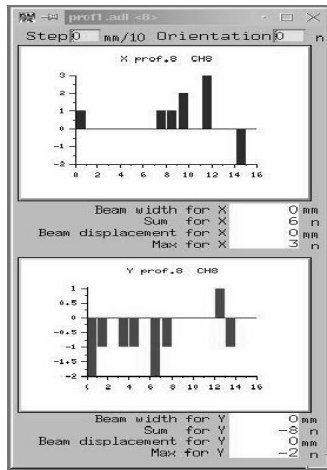 prof1.adl <8>
Step 0 mm/10 Orientation 0 n
X prof.8 CH8
3
2
1
0
-1
-2
0 2 4 6 8 10 12 14 16
Beam width for X 0 mm
Sum for X 6 n
Beam displacement for X 0 mm
Max for X 3 n
Y prof.8 CH8
1
0.5
0
-0.5
-1
-1.5
-2
0 2 4 6 8 10 12 14 16
Beam width for Y 0 mm
Sum for Y -8 n
Beam displacement for Y 0 mm
Max for Y -2 n